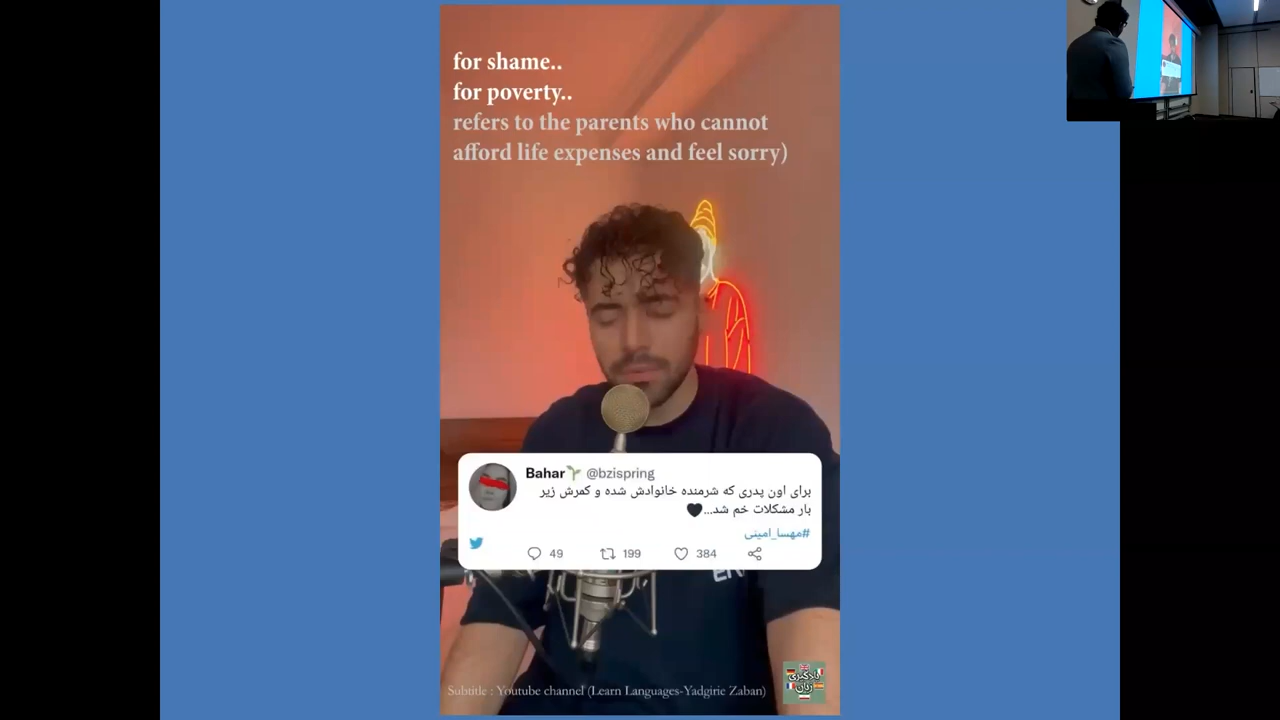 for shame..
for poverty..
refers to the parents who cannot
afford life expenses and feel sorry)
Bahar @bzispring
برای اون پدری که شرمنده خانوادش شده و کمرش زیر
بار مشکلات خم شد...🖤
#مهسا_امینی
49 199 384
Subtitle : Youtube channel (Learn Languages-Yadgirie Zaban)
یادگیری
زبان